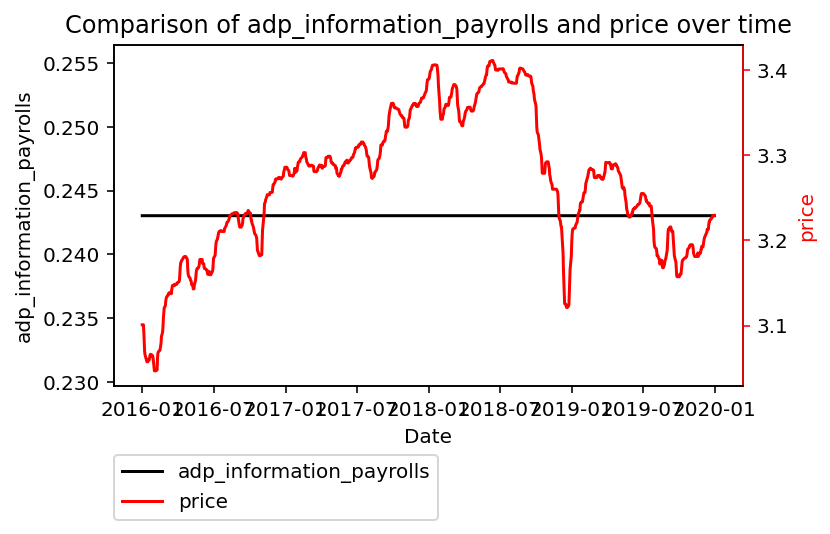 Comparison of adp_information_payrolls and price over time
0.255
0.250
0.245
0.240
0.235
0.230
adp_information_payrolls
3.4
3.3
3.2
3.1
price
2016-01 2016-07 2017-01 2017-07 2018-01 2018-07 2019-01 2019-07 2020-01
Date
adp_information_payrolls
price